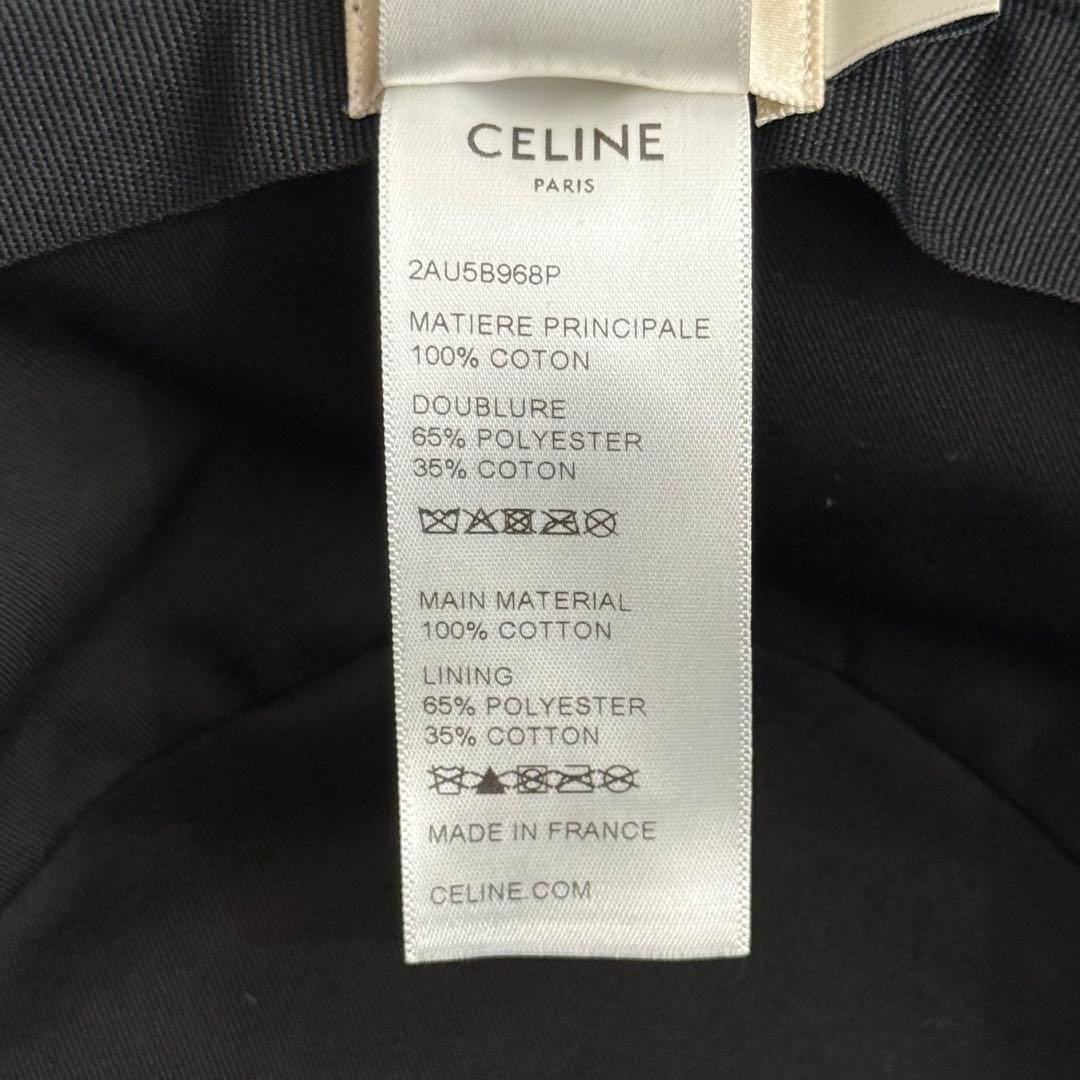 CELINE
PARIS
2AU5B968P
MATIERE PRINCIPALE
100% COTON
DOUBLURE
65% POLYESTER
35% COTON
MAIN MATERIAL
100% COTTON
LINING
65% POLYESTER
35% COTTON
MADE IN FRANCE
CELINE.COM